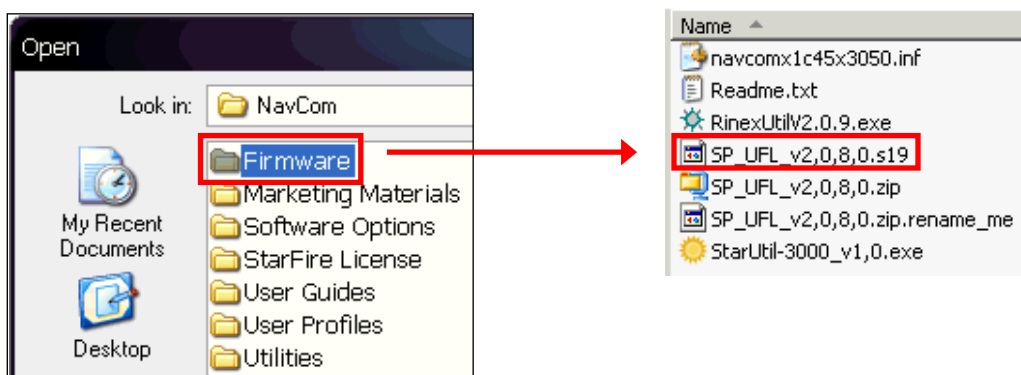 Open
Look in:
NavCom
Firmware
Marketing Materials
Software Options
StarFire License
User Guides
User Profiles
Utilities
My Recent
Documents
Desktop
Name
navcomx1c45x3050.inf
Readme.txt
RinexUtilV2.0.9.exe
SP_UFL_v2,0,8,0.s19
SP_UFL_v2,0,8,0.zip
SP_UFL_v2,0,8,0.zip.rename_me
StarUtil-3000_v1,0.exe